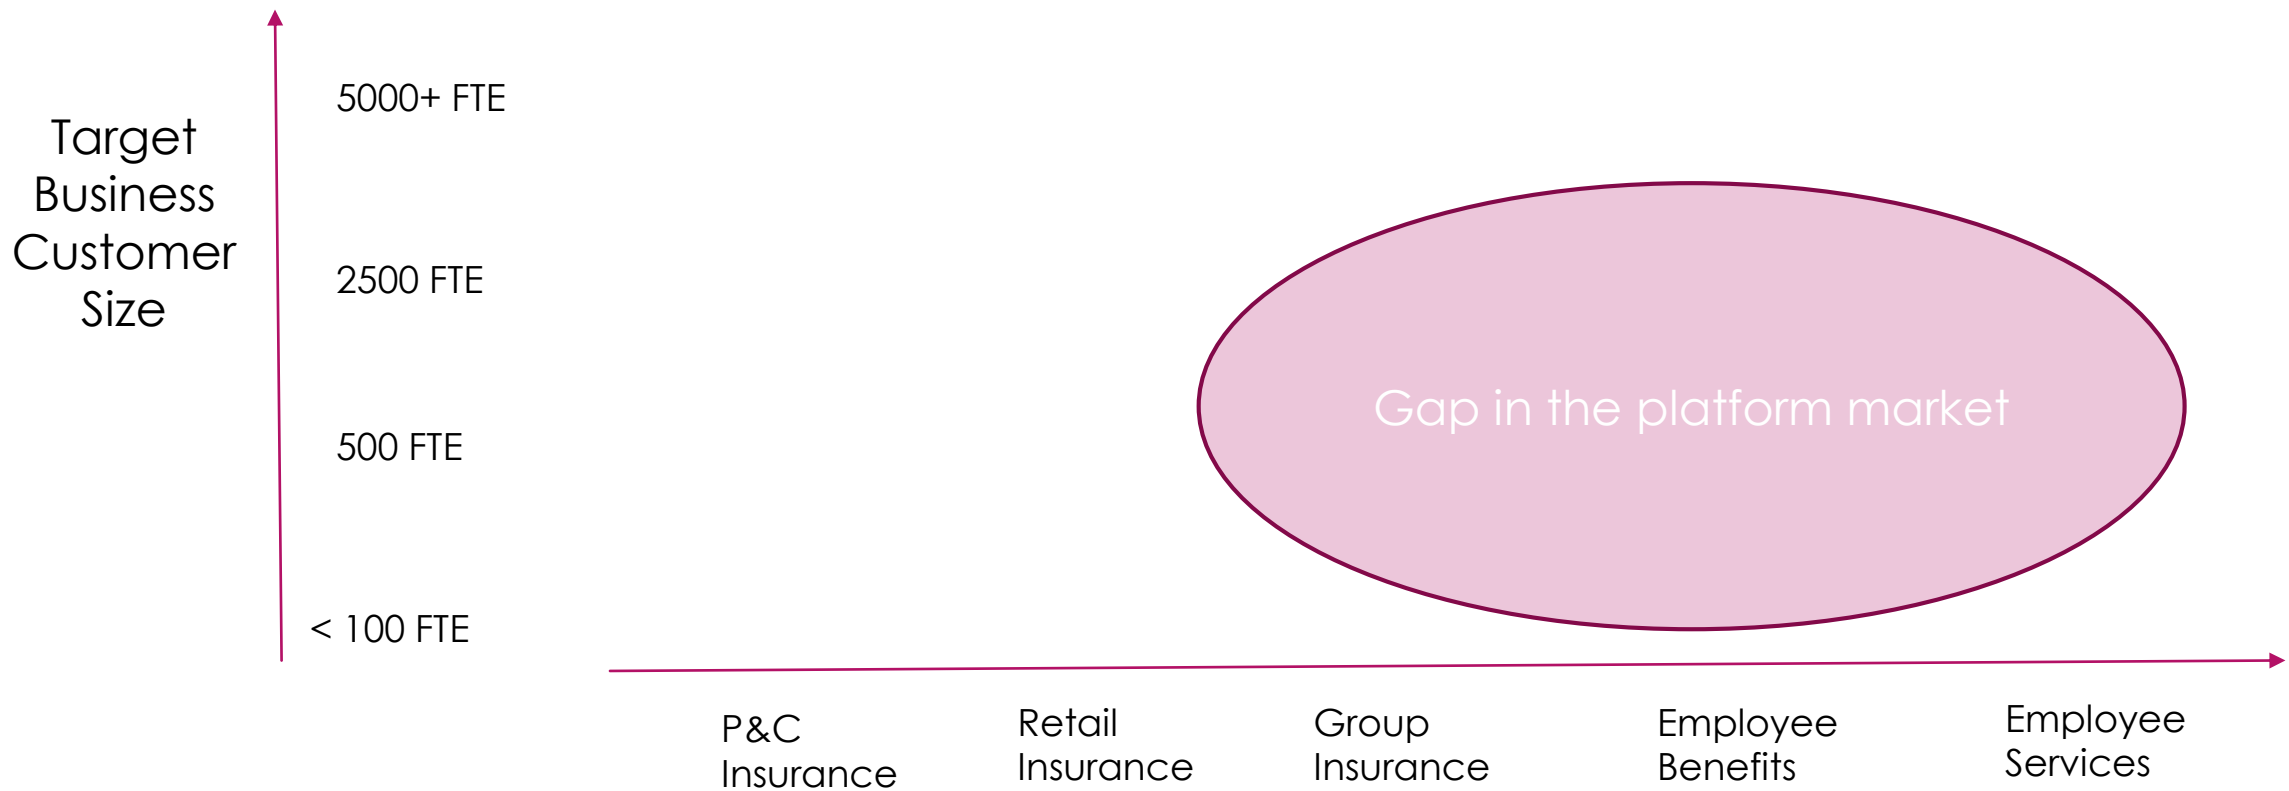 Target
Business
Customer
Size
5000+ FTE
2500 FTE
500 FTE
< 100 FTE
Gap in the platform market
P&C
Insurance
Retail
Insurance
Group
Insurance
Employee
Benefits
Employee
Services